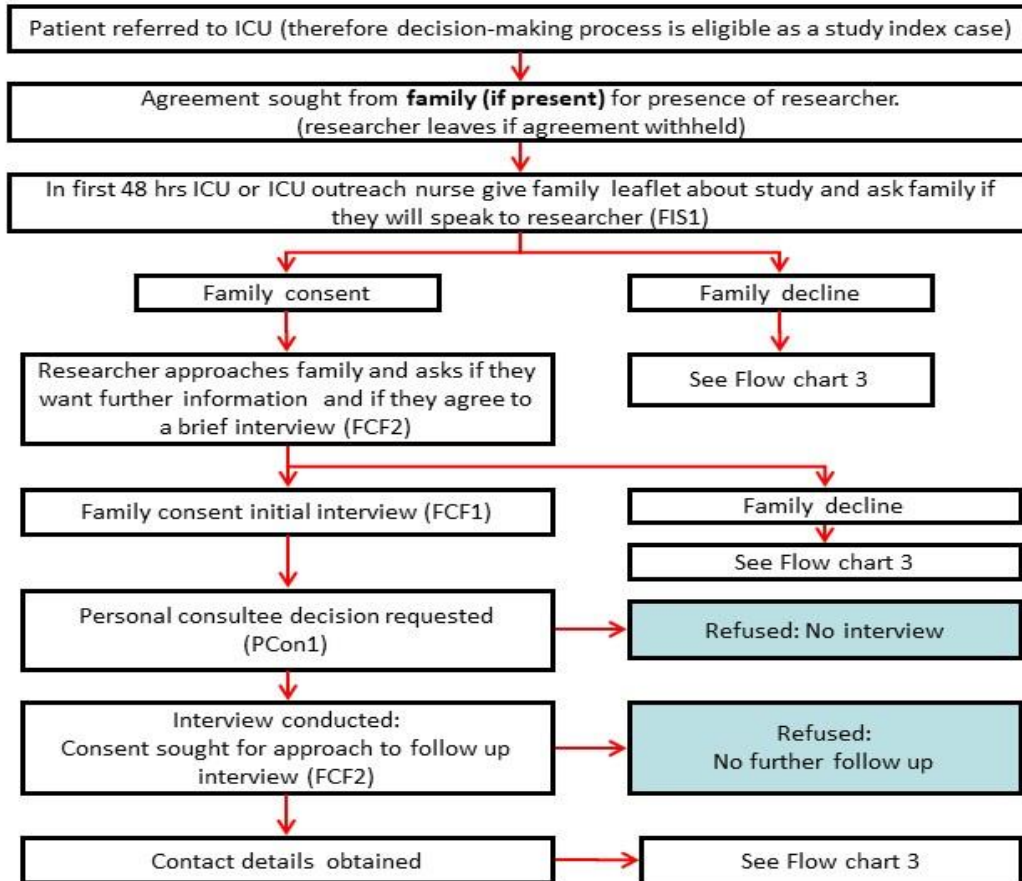 Patient referred to ICU (therefore decision-making process is eligible as a study index case)
Agreement sought from family (if present) for presence of researcher.
(researcher leaves if agreement withheld)
In first 48 hrs ICU or ICU outreach nurse give family leaflet about study and ask family if
they will speak to researcher (FIS1)
Family consent
Family decline
Researcher approaches family and asks if they
want further information and if they agree to
a brief interview (FCF2)
See Flow chart 3
Family consent initial interview (FCF1)
Family decline
See Flow chart 3
Personal consultee decision requested
(PCon1)
Refused: No interview
Interview conducted:
Consent sought for approach to follow up
interview (FCF2)
Refused:
No further follow up
Contact details obtained
See Flow chart 3